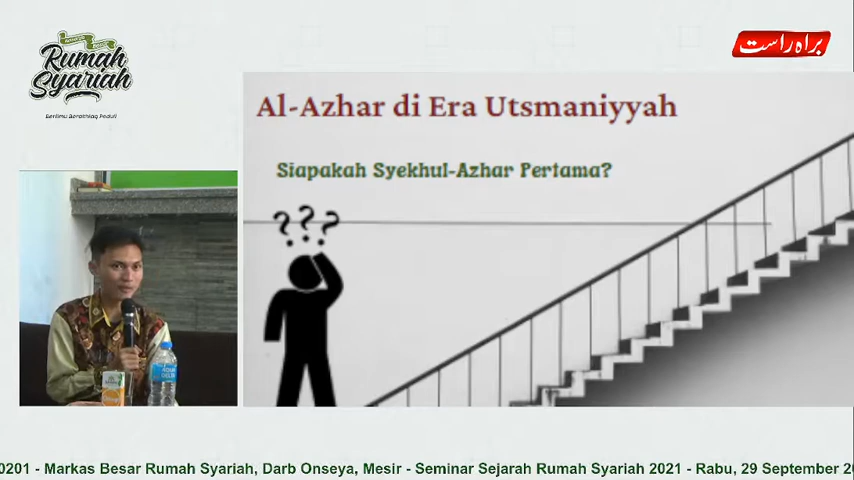 Rumah
Syariah
Berilmu Berakhlaq Peduli
براہ راست
Al-Azhar di Era Utsmaniyyah
Siapakah Syekhul-Azhar Pertama?
???
0201 - Markas Besar Rumah Syariah, Darb Onseya, Mesir - Seminar Sejarah Rumah Syariah 2021 - Rabu, 29 September 20